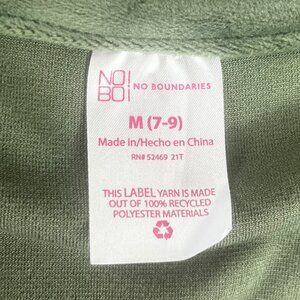 NO!
BO!
NO BOUNDARIES
M (7-9)
Made in/Hecho en China
RN# 52469 21T
THIS LABEL YARN IS MADE
OUT OF 100% RECYCLED
POLYESTER MATERIALS